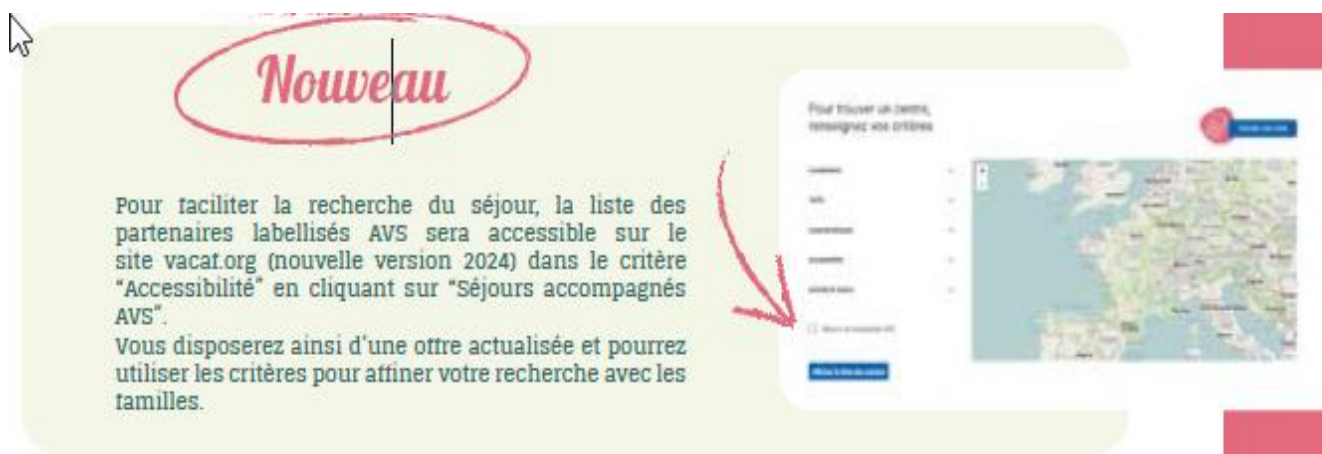 Nouveau
Pour faciliter la recherche du séjour, la liste des
partenaires labellisés AVS sera accessible sur le
site vacaf.org (nouvelle version 2024) dans le critère
“Accessibilité” en cliquant sur “Séjours accompagnés
AVS”.
Vous disposerez ainsi d’une offre actualisée et pourrez
utiliser les critères pour affiner votre recherche avec les
familles.
Pour trouver un centre,
renseignez vos critères